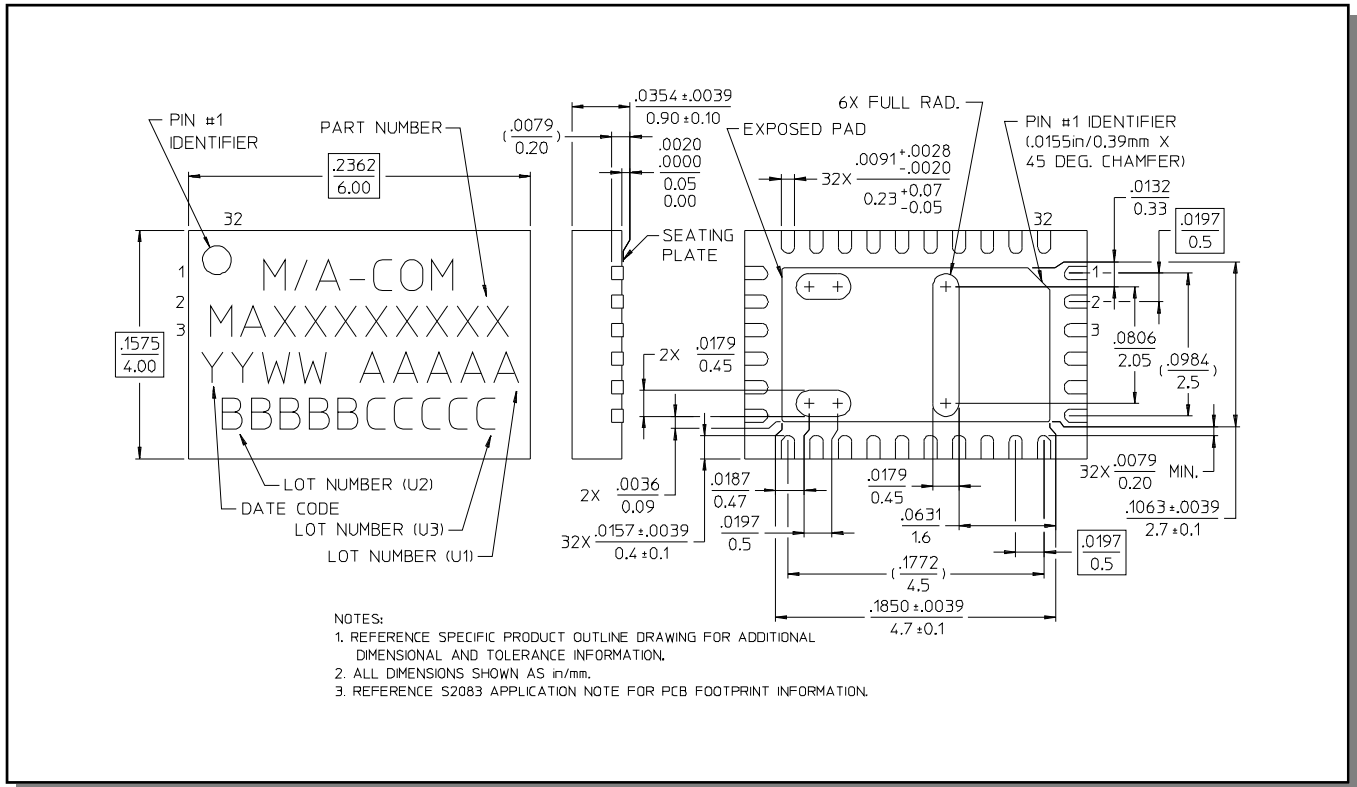 PIN #1
IDENTIFIER
PART NUMBER
.2362
6.00
32
1
2
3
.1575
4.00
M/A-COM
MAXXXXXXXXX
YYWW AAAAA
BBBBBCCCCC
LOT NUMBER (U2)
DATE CODE
LOT NUMBER (U3)
LOT NUMBER (U1)
.0354 ±.0039
0.90 ±0.10
(.0079
0.20)
.0020
.0000
0.05
0.00
SEATING
PLATE
EXPOSED PAD
6X FULL RAD.
PIN #1 IDENTIFIER
(.0155in/0.39mm X
45 DEG. CHAMFER)
32X .0091 +.0028
-.0020
0.23 +0.07
-0.05
32
.0132
0.33
.0197
0.5
1
2
3
2X .0179
0.45
.0806
2.05
(.0984
2.5)
2X .0036
0.09
.0187
0.47
.0179
0.45
32X .0079 MIN.
0.20
32X .0157 ±.0039
0.4 ±0.1
.0197
0.5
.0631
1.6
.1063 ±.0039
2.7 ±0.1
.0197
0.5
(.1772
4.5)
.1850 ±.0039
4.7 ±0.1
NOTES:
1. REFERENCE SPECIFIC PRODUCT OUTLINE DRAWING FOR ADDITIONAL
DIMENSIONAL AND TOLERANCE INFORMATION.
2. ALL DIMENSIONS SHOWN AS in/mm.
3. REFERENCE S2083 APPLICATION NOTE FOR PCB FOOTPRINT INFORMATION.